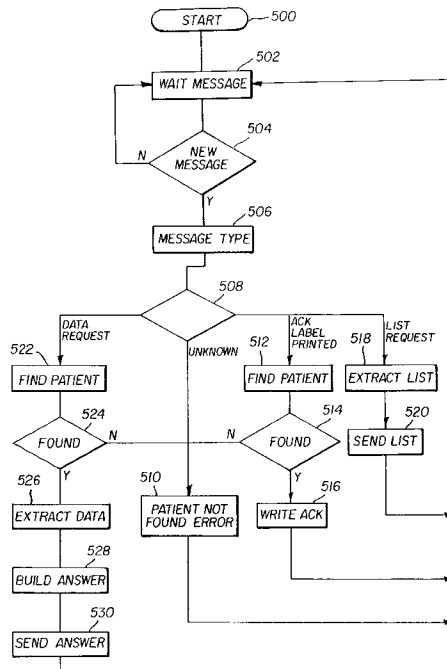 START
500
502
WAIT MESSAGE
504
N
NEW
MESSAGE
Y
506
MESSAGE TYPE
508
DATA
REQUEST
UNKNOWN
ACK
LABEL
PRINTED
LIST
REQUEST
522
FIND PATIENT
512
FIND PATIENT
518
EXTRACT LIST
524
FOUND
N
N
514
FOUND
520
SEND LIST
Y
Y
526
EXTRACT DATA
510
PATIENT NOT
FOUND ERROR
516
WRITE ACK
528
BUILD ANSWER
530
SEND ANSWER